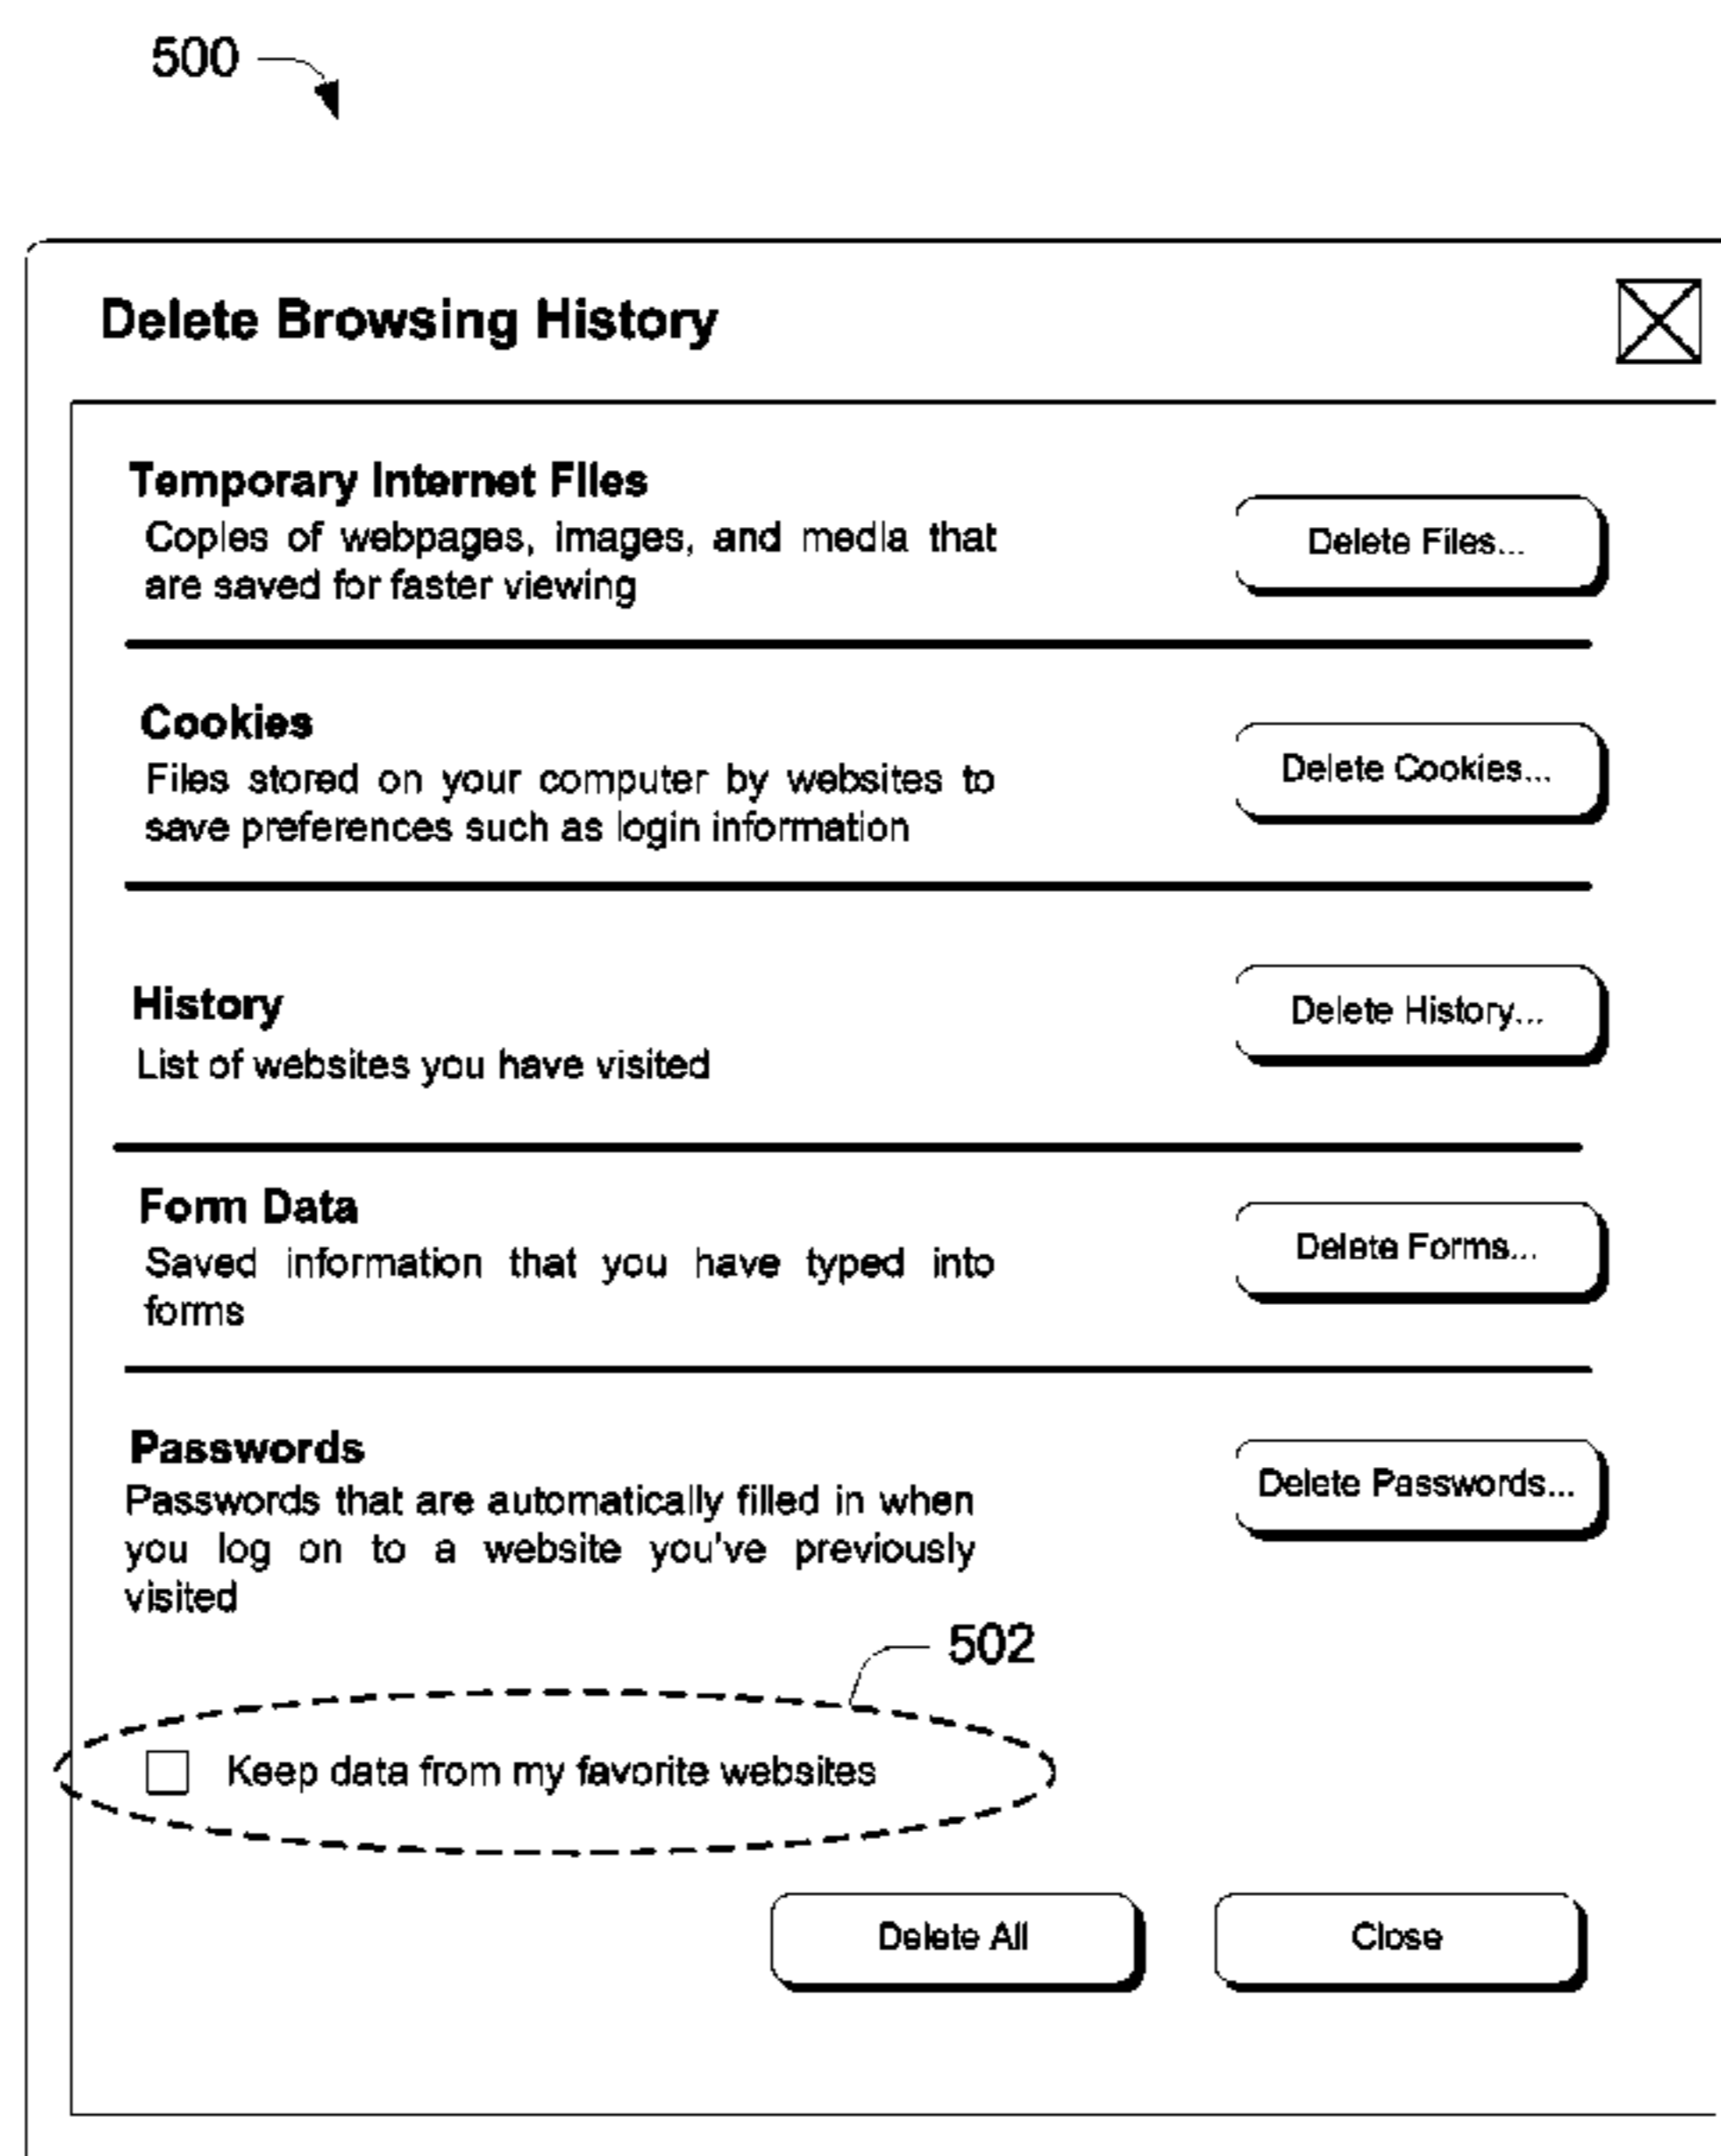 500
Delete Browsing History
Temporary Internet Files
Copies of webpages, images, and media that
are saved for faster viewing
Delete Files...
Cookies
Files stored on your computer by websites to
save preferences such as login information
Delete Cookies...
History
List of websites you have visited
Delete History...
Form Data
Saved information that you have typed into
forms
Delete Forms...
Passwords
Passwords that are automatically filled in when
you log on to a website you've previously
visited
Delete Passwords...
502
Keep data from my favorite websites
Delete All
Close